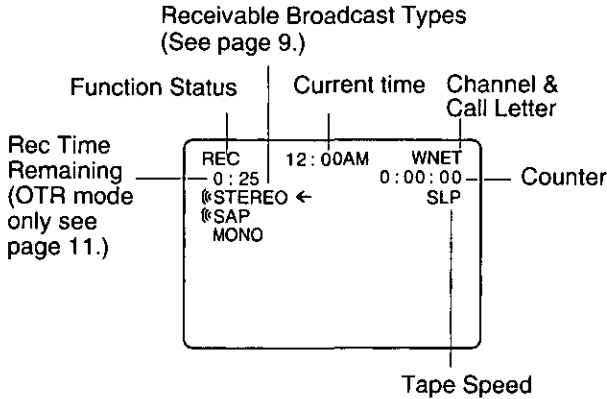 Receivable Broadcast Types
(See page 9.)
Function Status
Current time
Channel &
Call Letter
Rec Time
Remaining
(OTR mode
only see
page 11.)
REC
12:00AM
WNET
0:25
0:00:00
Counter
STEREO ←
SLP
SAP
MONO
Tape Speed